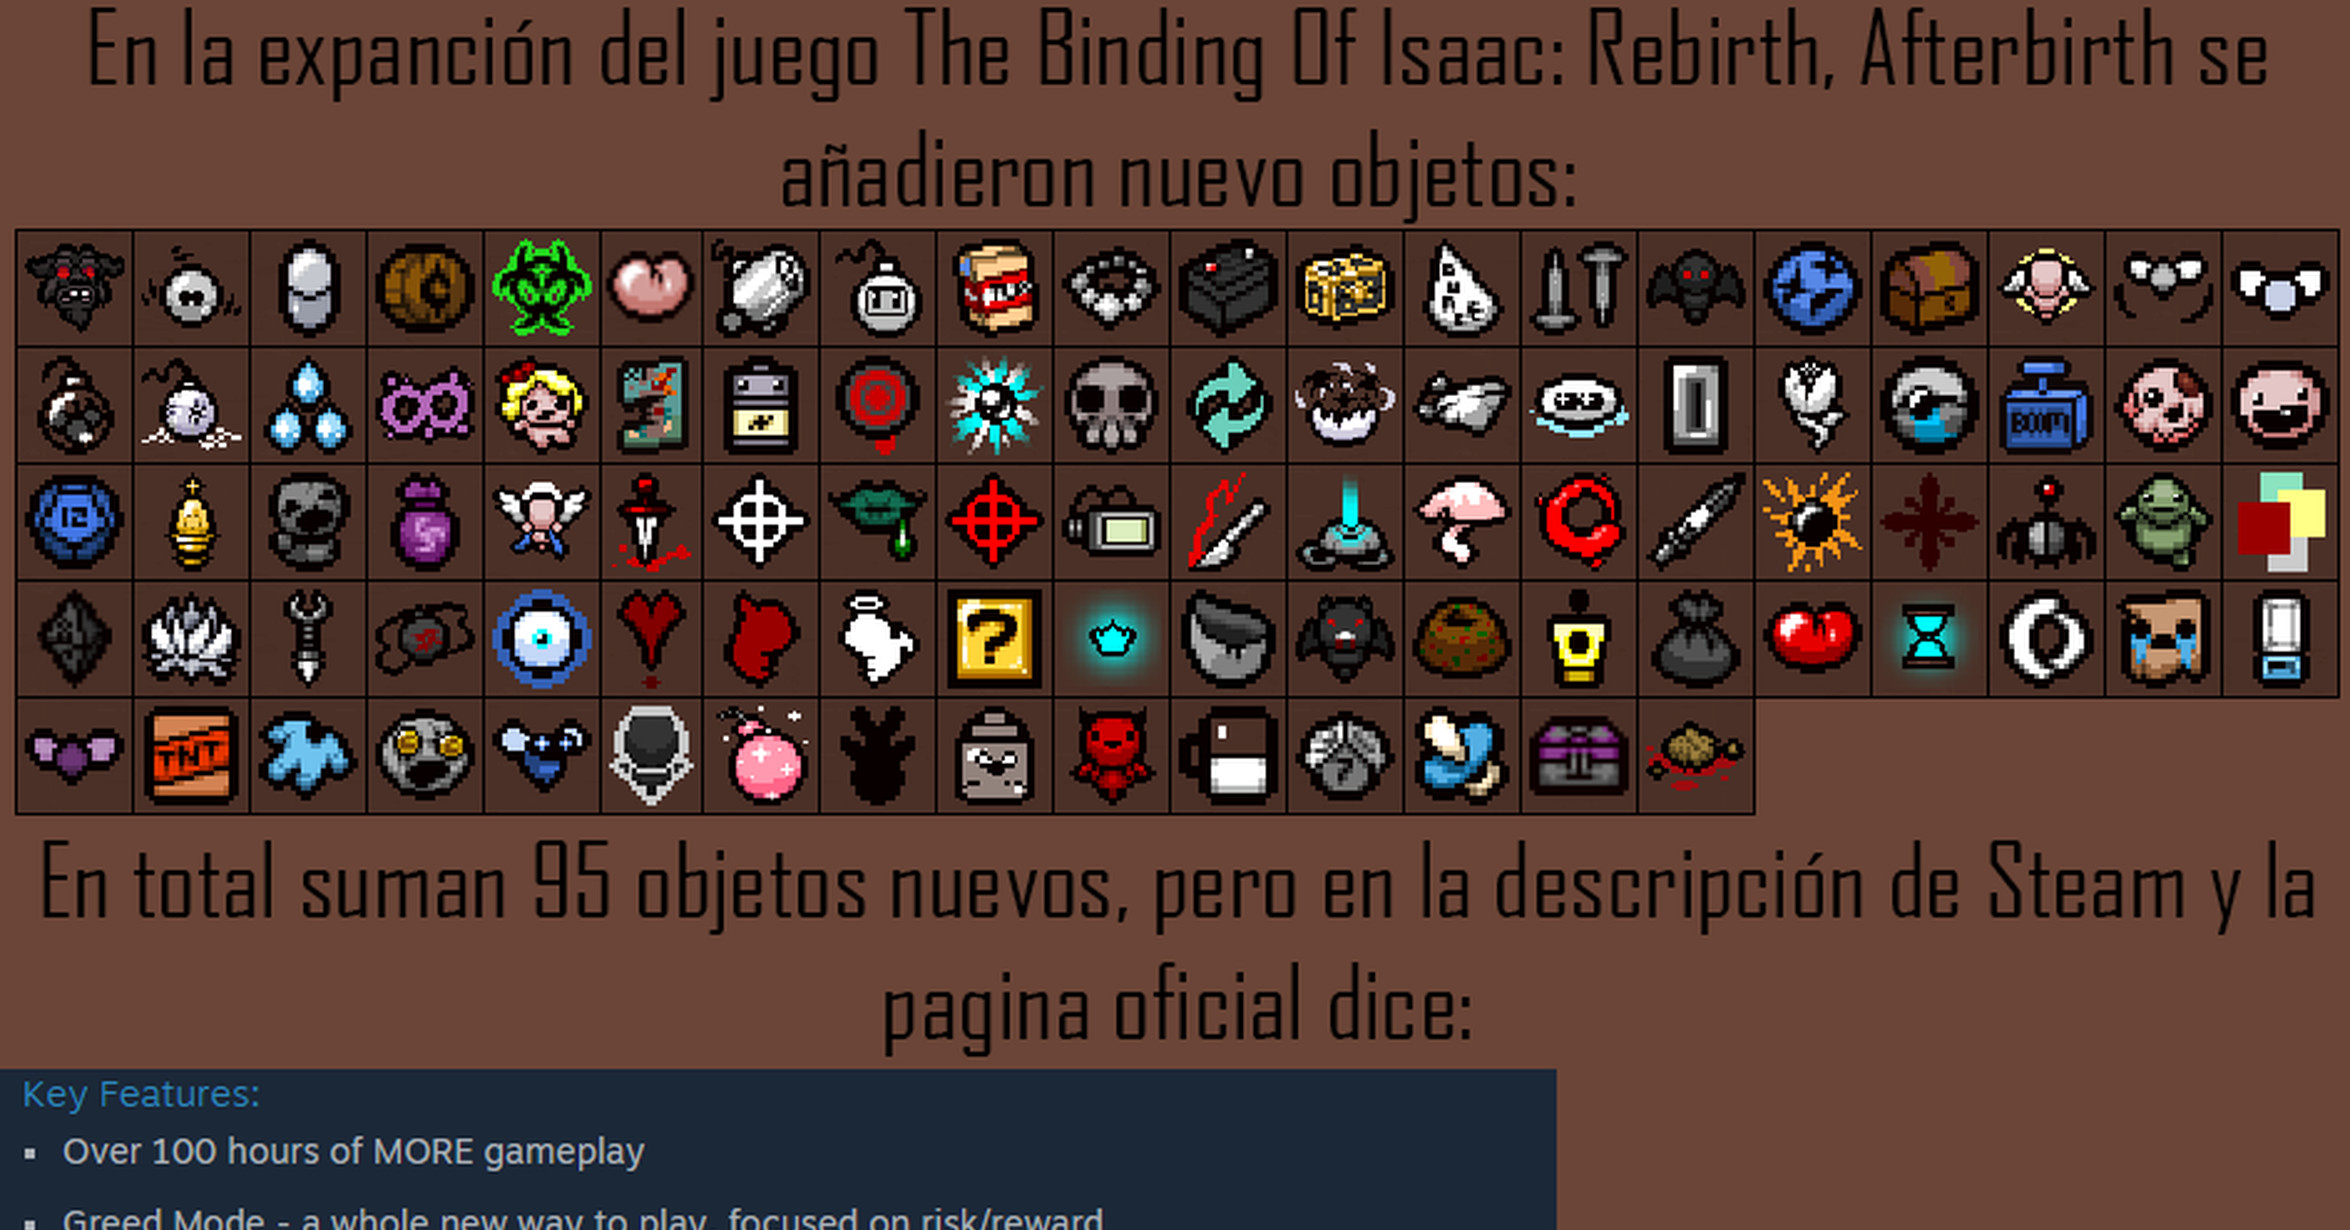 En la expanción del juego The Binding Of Isaac: Rebirth, Afterbirth se
añadieron nuevo objetos:
TNT
En total suman 95 objetos nuevos, pero en la descripción de Steam y la
pagina oficial dice:
Key Features:
Over 100 hours of MORE gameplay
Greed Mode - a whole new way to play, focused on risk/reward